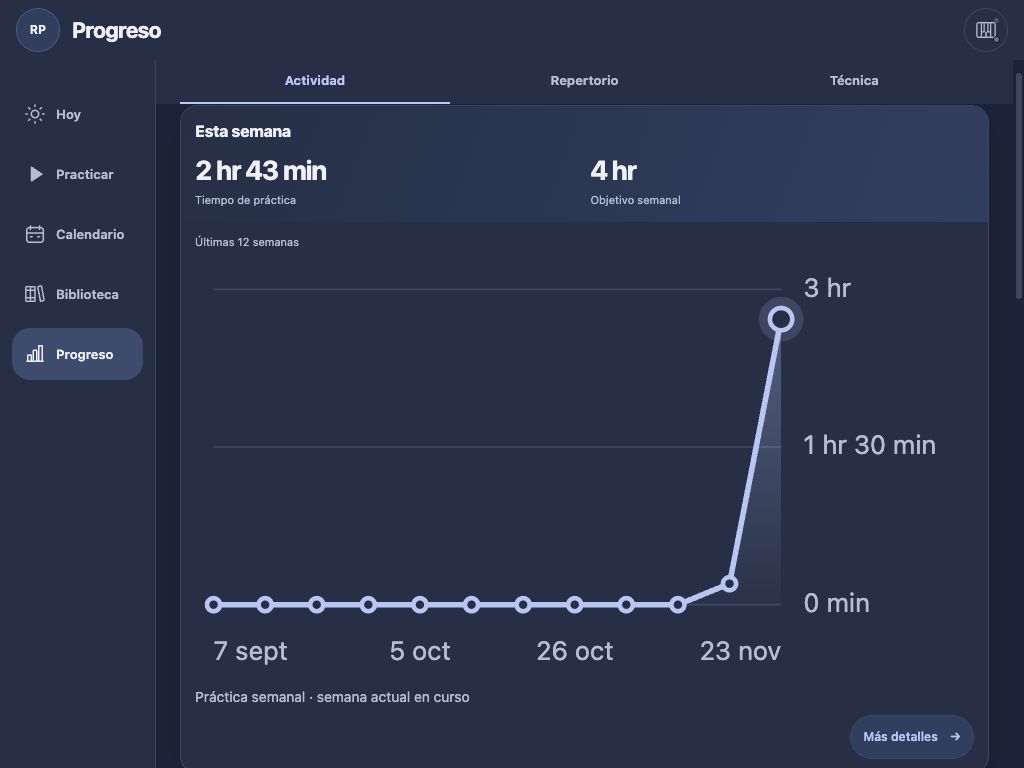 RP
Progreso
Hoy
Practicar
Calendario
Biblioteca
Progreso
Actividad
Repertorio
Técnica
Esta semana
2 hr 43 min
4 hr
Tiempo de práctica
Objetivo semanal
Últimas 12 semanas
3 hr
1 hr 30 min
0 min
7 sept
5 oct
26 oct
23 nov
Práctica semanal · semana actual en curso
Más detalles →